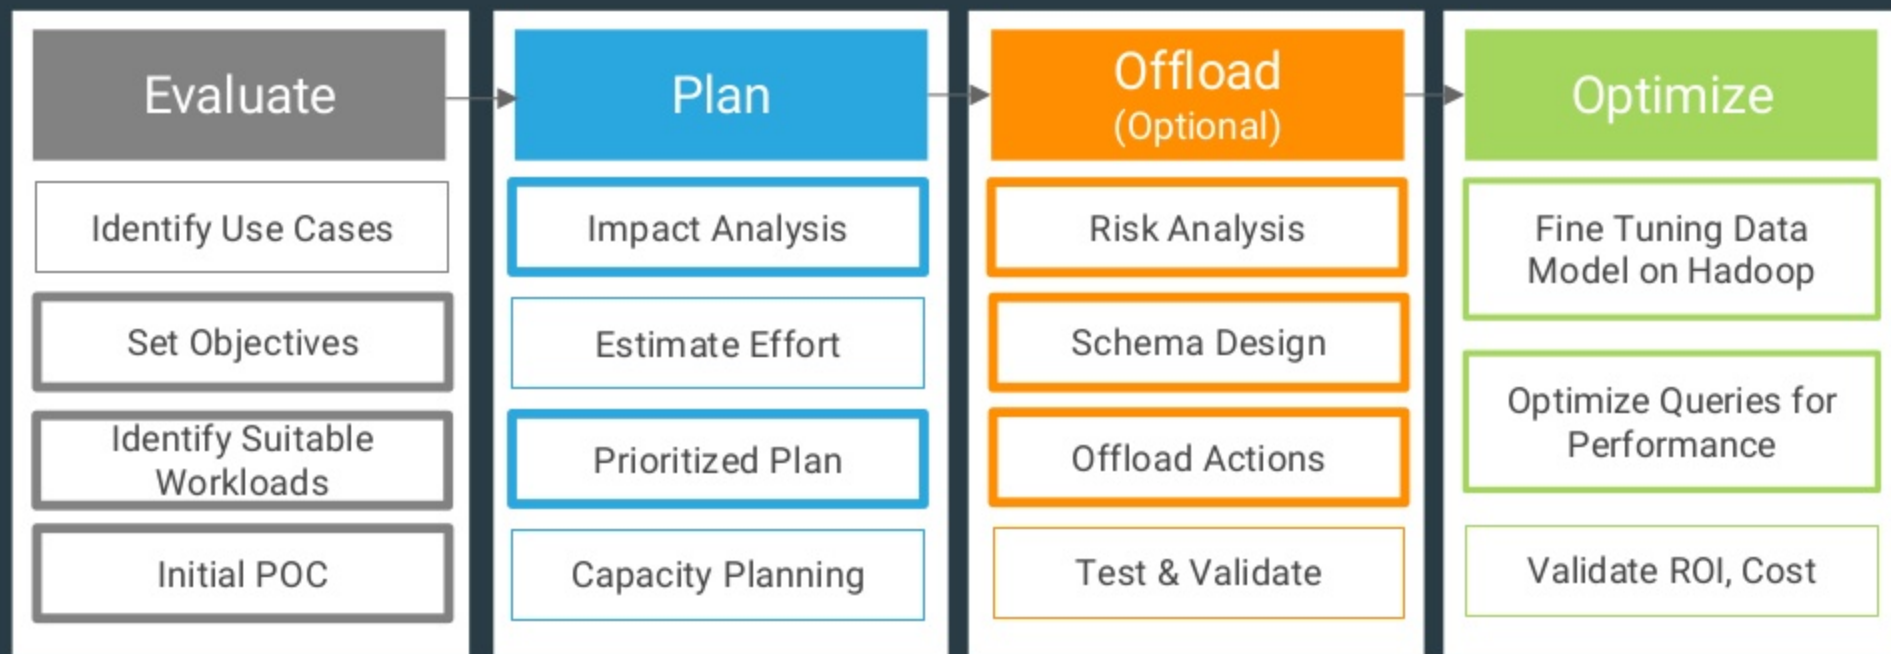 Evaluate
Identify Use Cases
Set Objectives
Identify Suitable
Workloads
Initial POC
Plan
Impact Analysis
Estimate Effort
Prioritized Plan
Capacity Planning
Offload
(Optional)
Risk Analysis
Schema Design
Offload Actions
Test & Validate
Optimize
Fine Tuning Data
Model on Hadoop
Optimize Queries for
Performance
Validate ROI, Cost